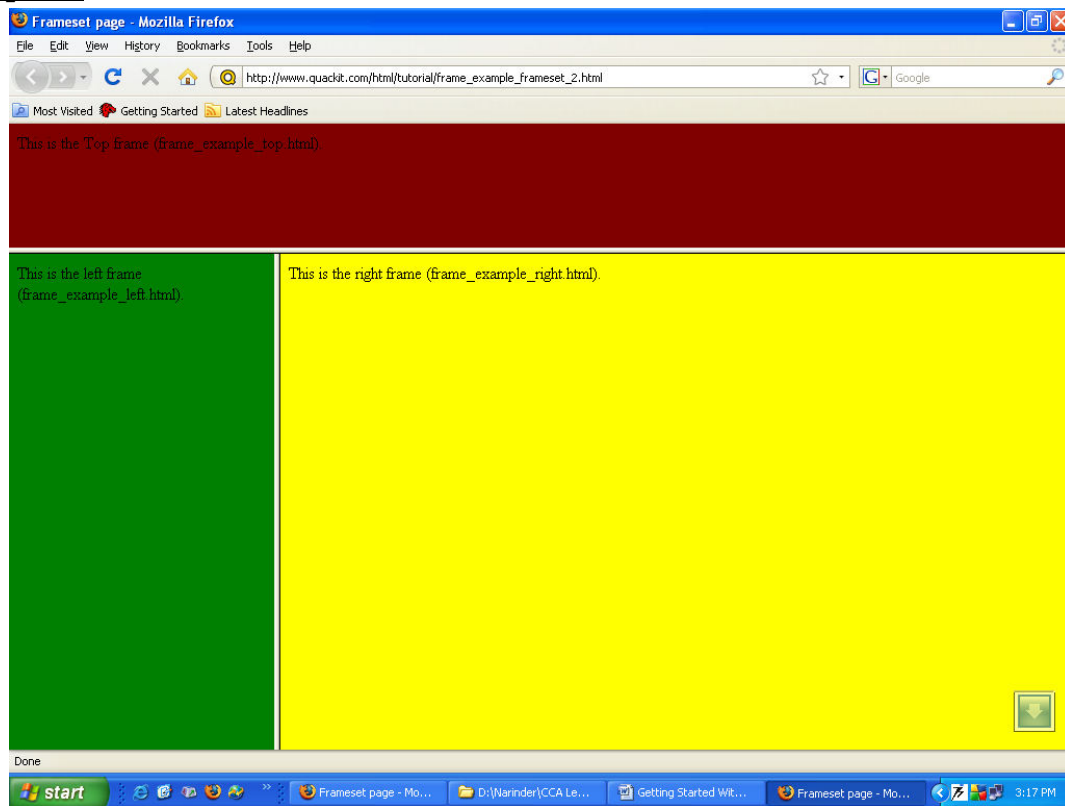 Frameset page - Mozilla Firefox
File Edit View History Bookmarks Tools Help
http://www.quackit.com/html/tutorial/frame_example_frameset_2.html
G Google
Most Visited Getting Started Latest Headlines
This is the Top frame (frame_example_top.html).
This is the left frame
(frame_example_left.html).
This is the right frame (frame_example_right.html).
Done
start Frameset page - Mo... D:\Narinder\CCA Le... Getting Started Wit... Frameset page - Mo... 3:17 PM